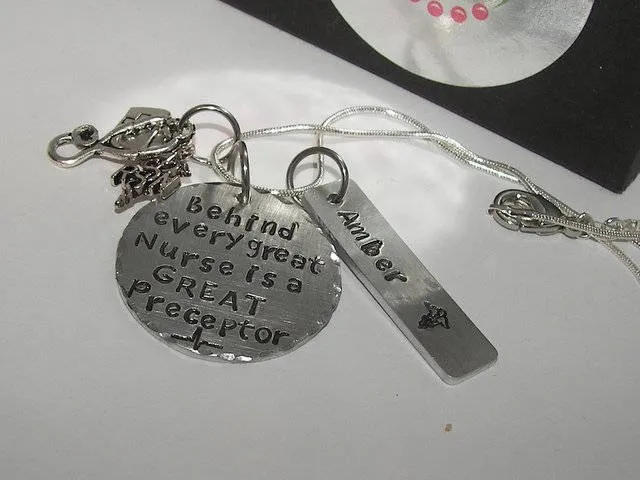 Behind
every great
Nurse is a
GREAT
preceptor
Amber